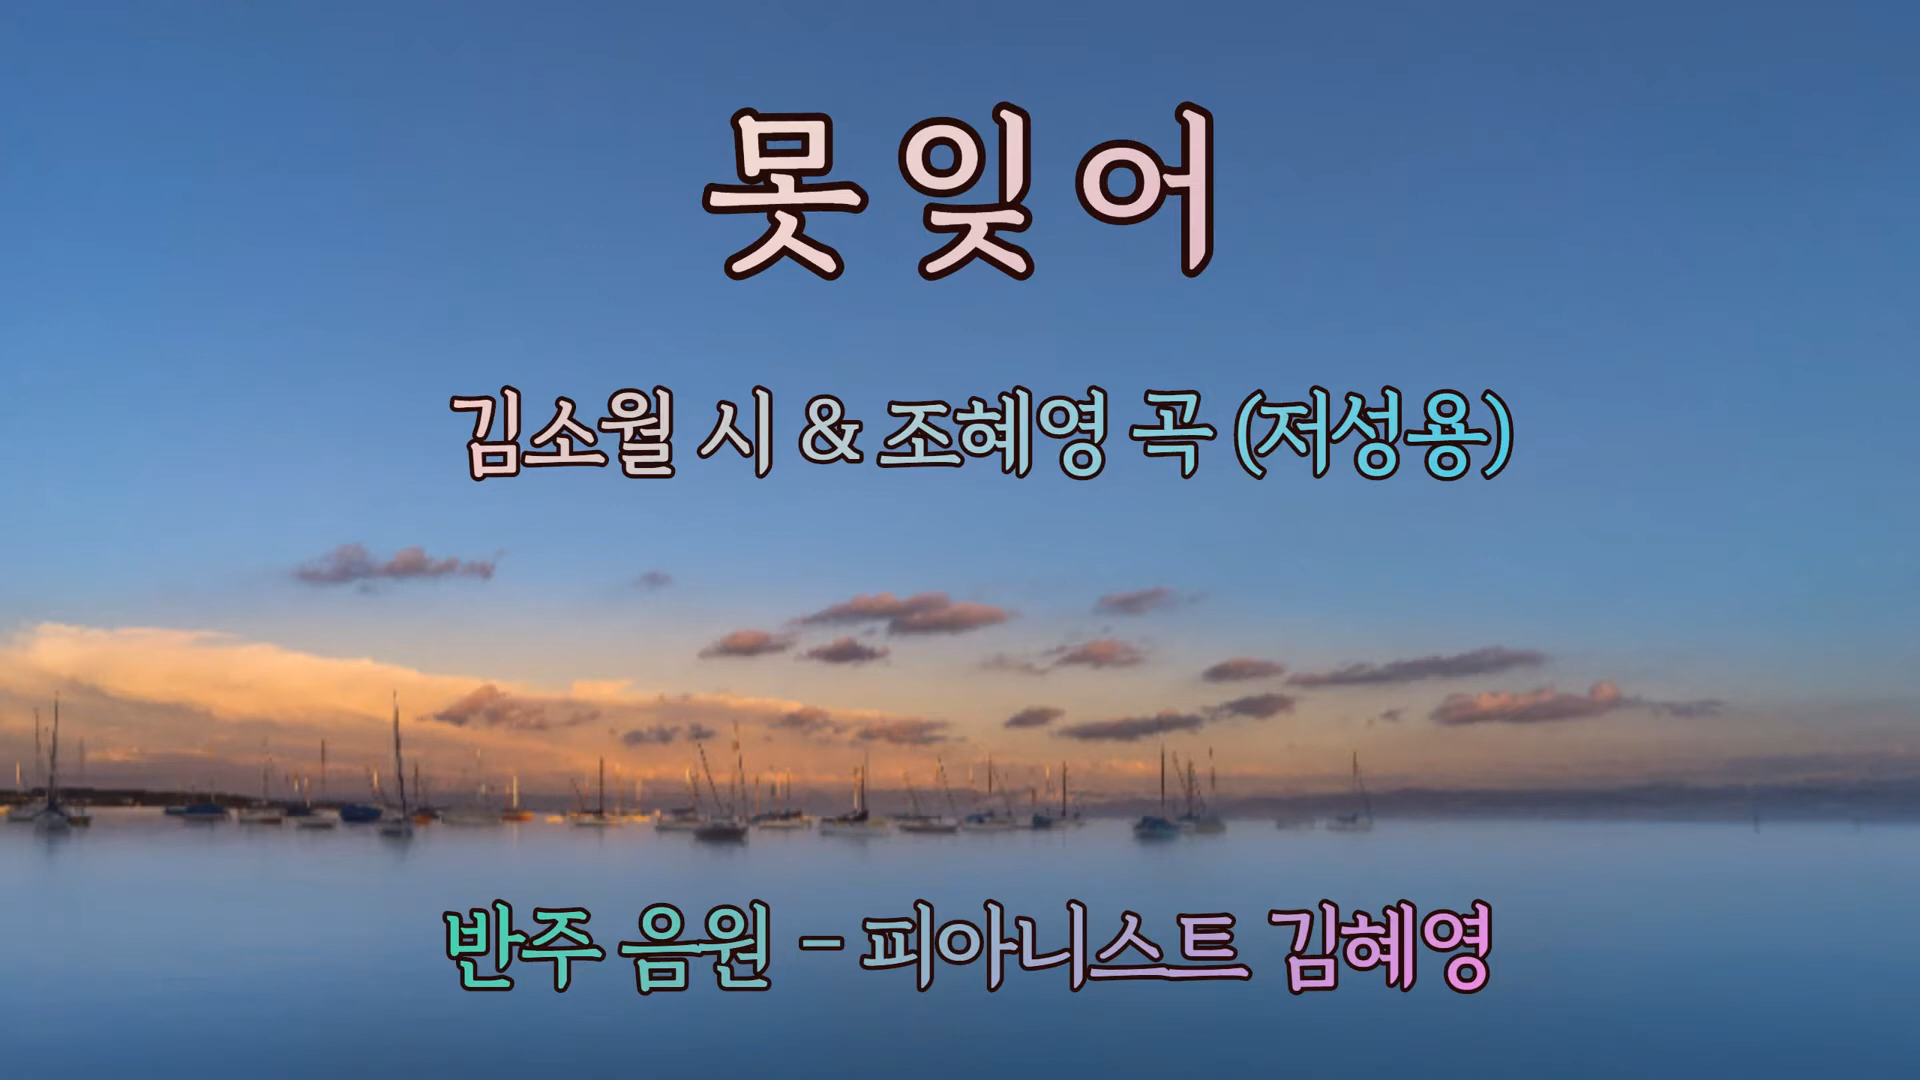 못잊어
김소월 시 & 조혜영 곡 (저성용)
반주 음원 - 피아니스트 김혜영